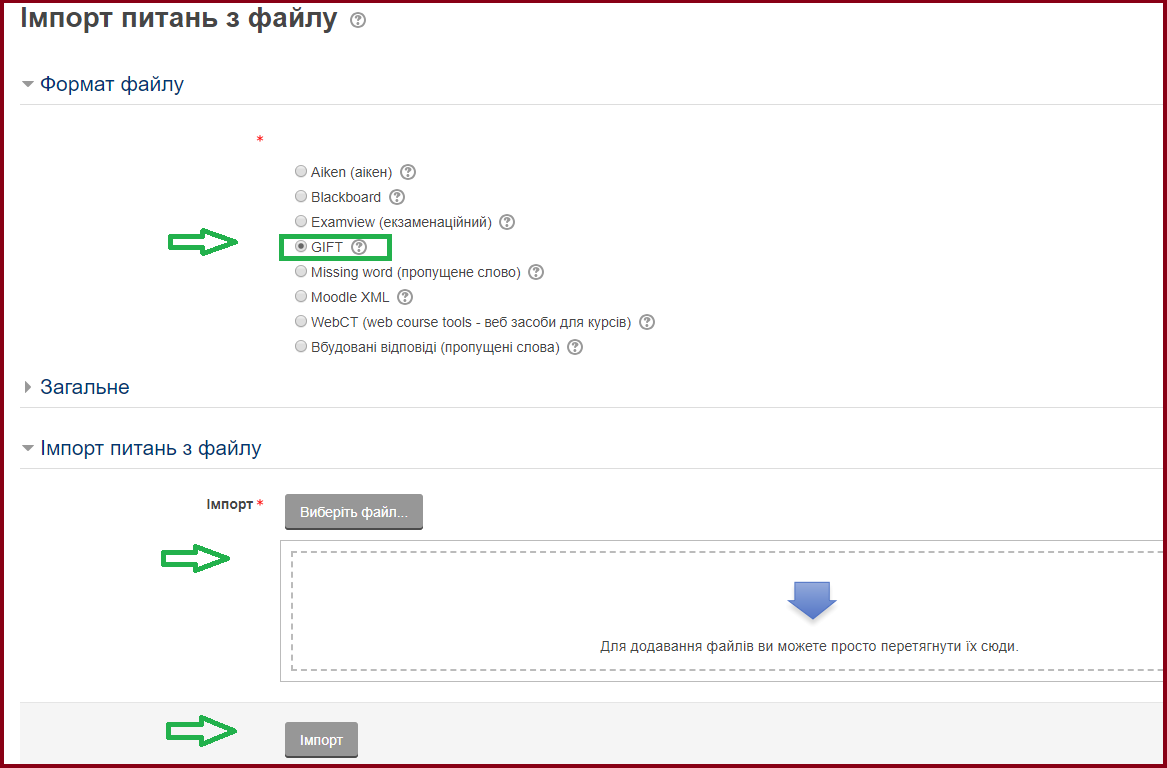 Імпорт питань з файлу
Формат файлу
*
Aiken (аікен)
Blackboard
Examview (екзаменаційний)
GIFT
Missing word (пропущене слово)
Moodle XML
WebCT (web course tools - веб засоби для курсів)
Вбудовані відповіді (пропущені слова)
Загальне
Імпорт питань з файлу
Імпорт *
Виберіть файл...
Для додавання файлів ви можете просто перетягнути їх сюди.
Імпорт